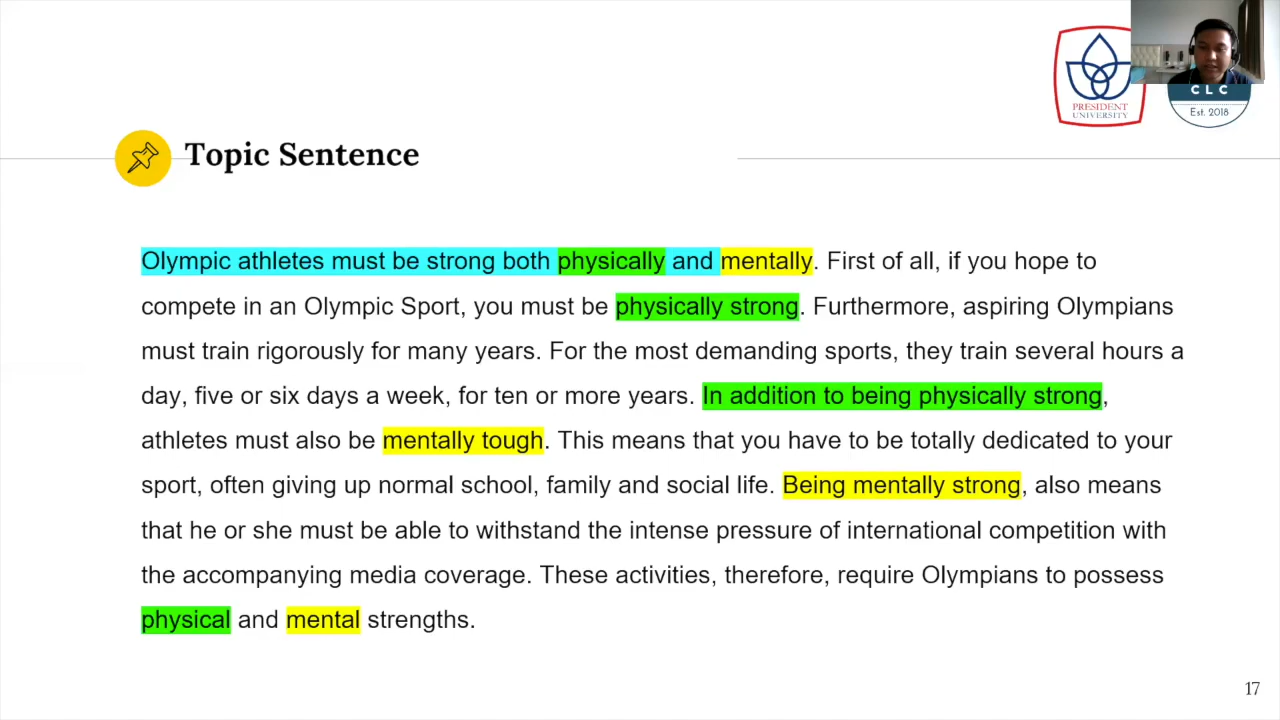 PRESIDENT
UNIVERSITY
CLC
Est. 2018
Topic Sentence
Olympic athletes must be strong both physically and mentally. First of all, if you hope to
compete in an Olympic Sport, you must be physically strong. Furthermore, aspiring Olympians
must train rigorously for many years. For the most demanding sports, they train several hours a
day, five or six days a week, for ten or more years. In addition to being physically strong,
athletes must also be mentally tough. This means that you have to be totally dedicated to your
sport, often giving up normal school, family and social life. Being mentally strong, also means
that he or she must be able to withstand the intense pressure of international competition with
the accompanying media coverage. These activities, therefore, require Olympians to possess
physical and mental strengths.
17